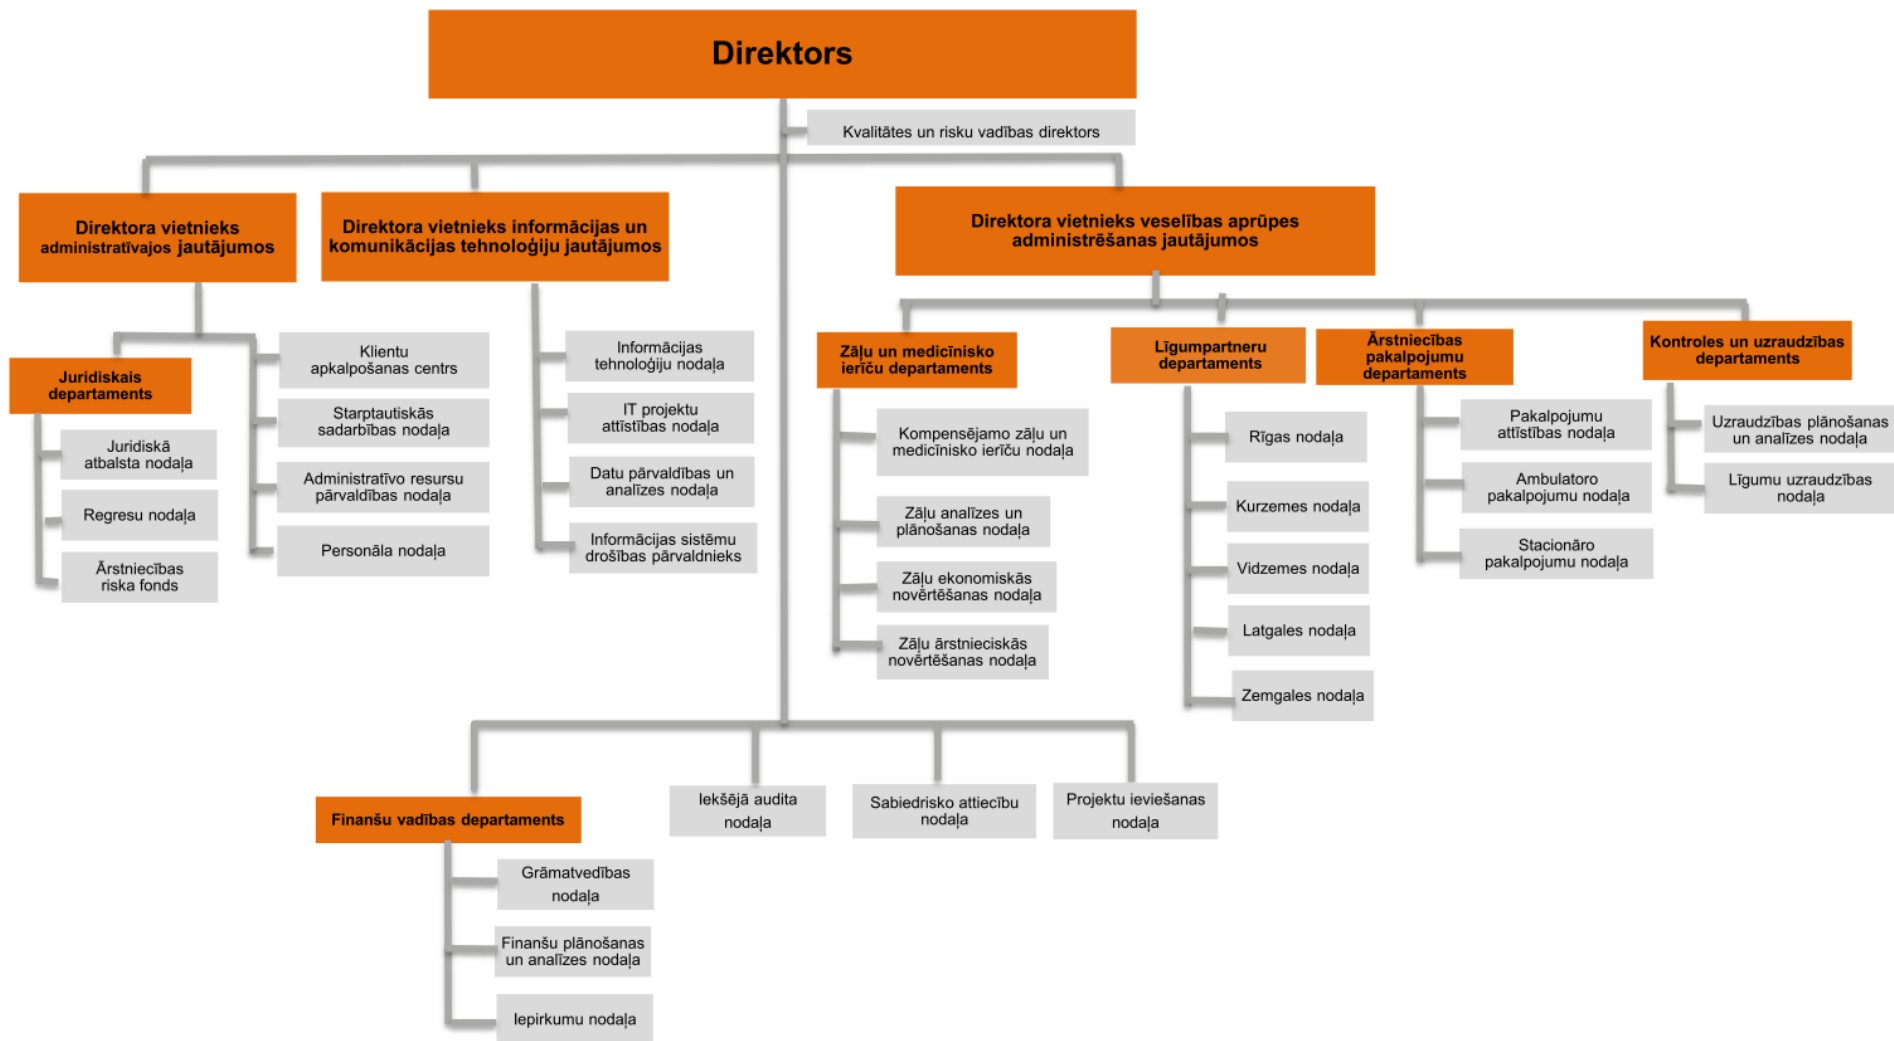 Direktors
Kvalitātes un risku vadības direktors
Direktora vietnieks
administratīvajos jautājumos
Direktora vietnieks informācijas un
komunikācijas tehnoloģiju jautājumos
Direktora vietnieks veselības aprūpes
administrēšanas jautājumos
Juridiskais
departaments
Juridiskā
atbalsta nodaļa
Regresu nodaļa
Ārstniecības
riska fonds
Klientu
apkalpošanas centrs
Starptautiskās
sadarbības nodaļa
Administratīvo resursu
pārvaldības nodaļa
Personāla nodaļa
Informācijas
tehnoloģiju nodaļa
IT projektu
attīstības nodaļa
Datu pārvaldības un
analīzes nodaļa
Informācijas sistēmu
drošības pārvaldnieks
Zāļu un medicīnisko
ierīču departaments
Kompensējamo zāļu un
medicīnisko ierīču nodaļa
Zāļu analīzes un
plānošanas nodaļa
Zāļu ekonomiskās
novērtēšanas nodaļa
Zāļu ārstnieciskās
novērtēšanas nodaļa
Līgumpartneru
departaments
Rīgas nodaļa
Kurzemes nodaļa
Vidzemes nodaļa
Latgales nodaļa
Zemgales nodaļa
Ārstniecības
pakalpojumu
departaments
Pakalpojumu
attīstības nodaļa
Ambulatoro
pakalpojumu nodaļa
Stacionāro
pakalpojumu nodaļa
Kontroles un uzraudzības
departaments
Uzraudzības plānošanas
un analīzes nodaļa
Līgumu uzraudzības
nodaļa
Finanšu vadības departaments
Grāmatvedības
nodaļa
Finanšu plānošanas
un analīzes nodaļa
Iepirkumu nodaļa
Iekšējā audita
nodaļa
Sabiedrisko attiecību
nodaļa
Projektu ieviešanas
nodaļa